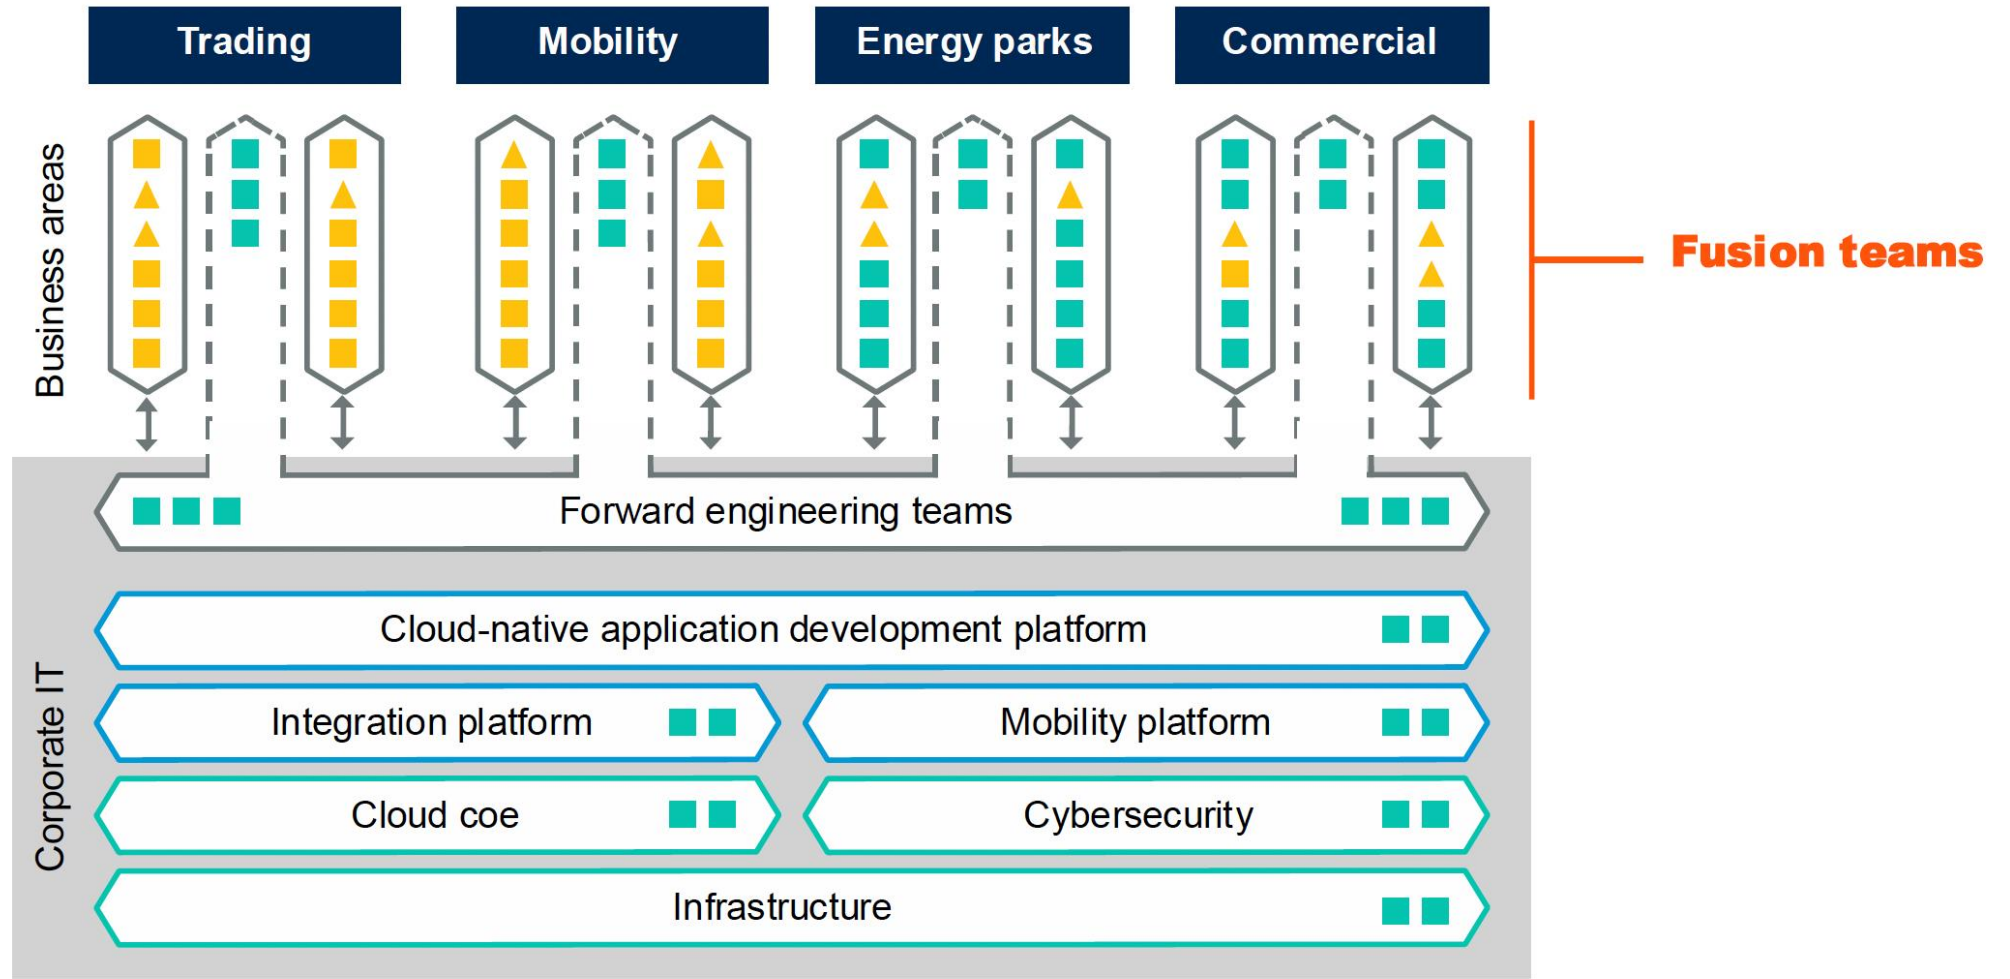 Trading
Mobility
Energy parks
Commercial
Business areas
Fusion teams
Forward engineering teams
Corporate IT
Cloud-native application development platform
Integration platform
Mobility platform
Cloud coe
Cybersecurity
Infrastructure